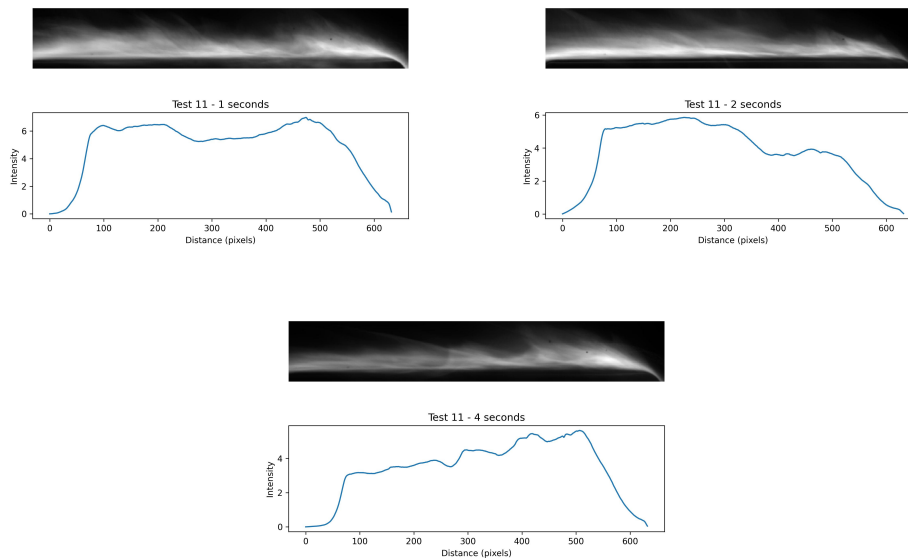 Test 11 - 1 seconds
Intensity
6
4
2
0
0 100 200 300 400 500 600
Distance (pixels)
Test 11 - 2 seconds
Intensity
6
4
2
0
0 100 200 300 400 500 600
Distance (pixels)
Test 11 - 4 seconds
Intensity
4
2
0
0 100 200 300 400 500 600
Distance (pixels)